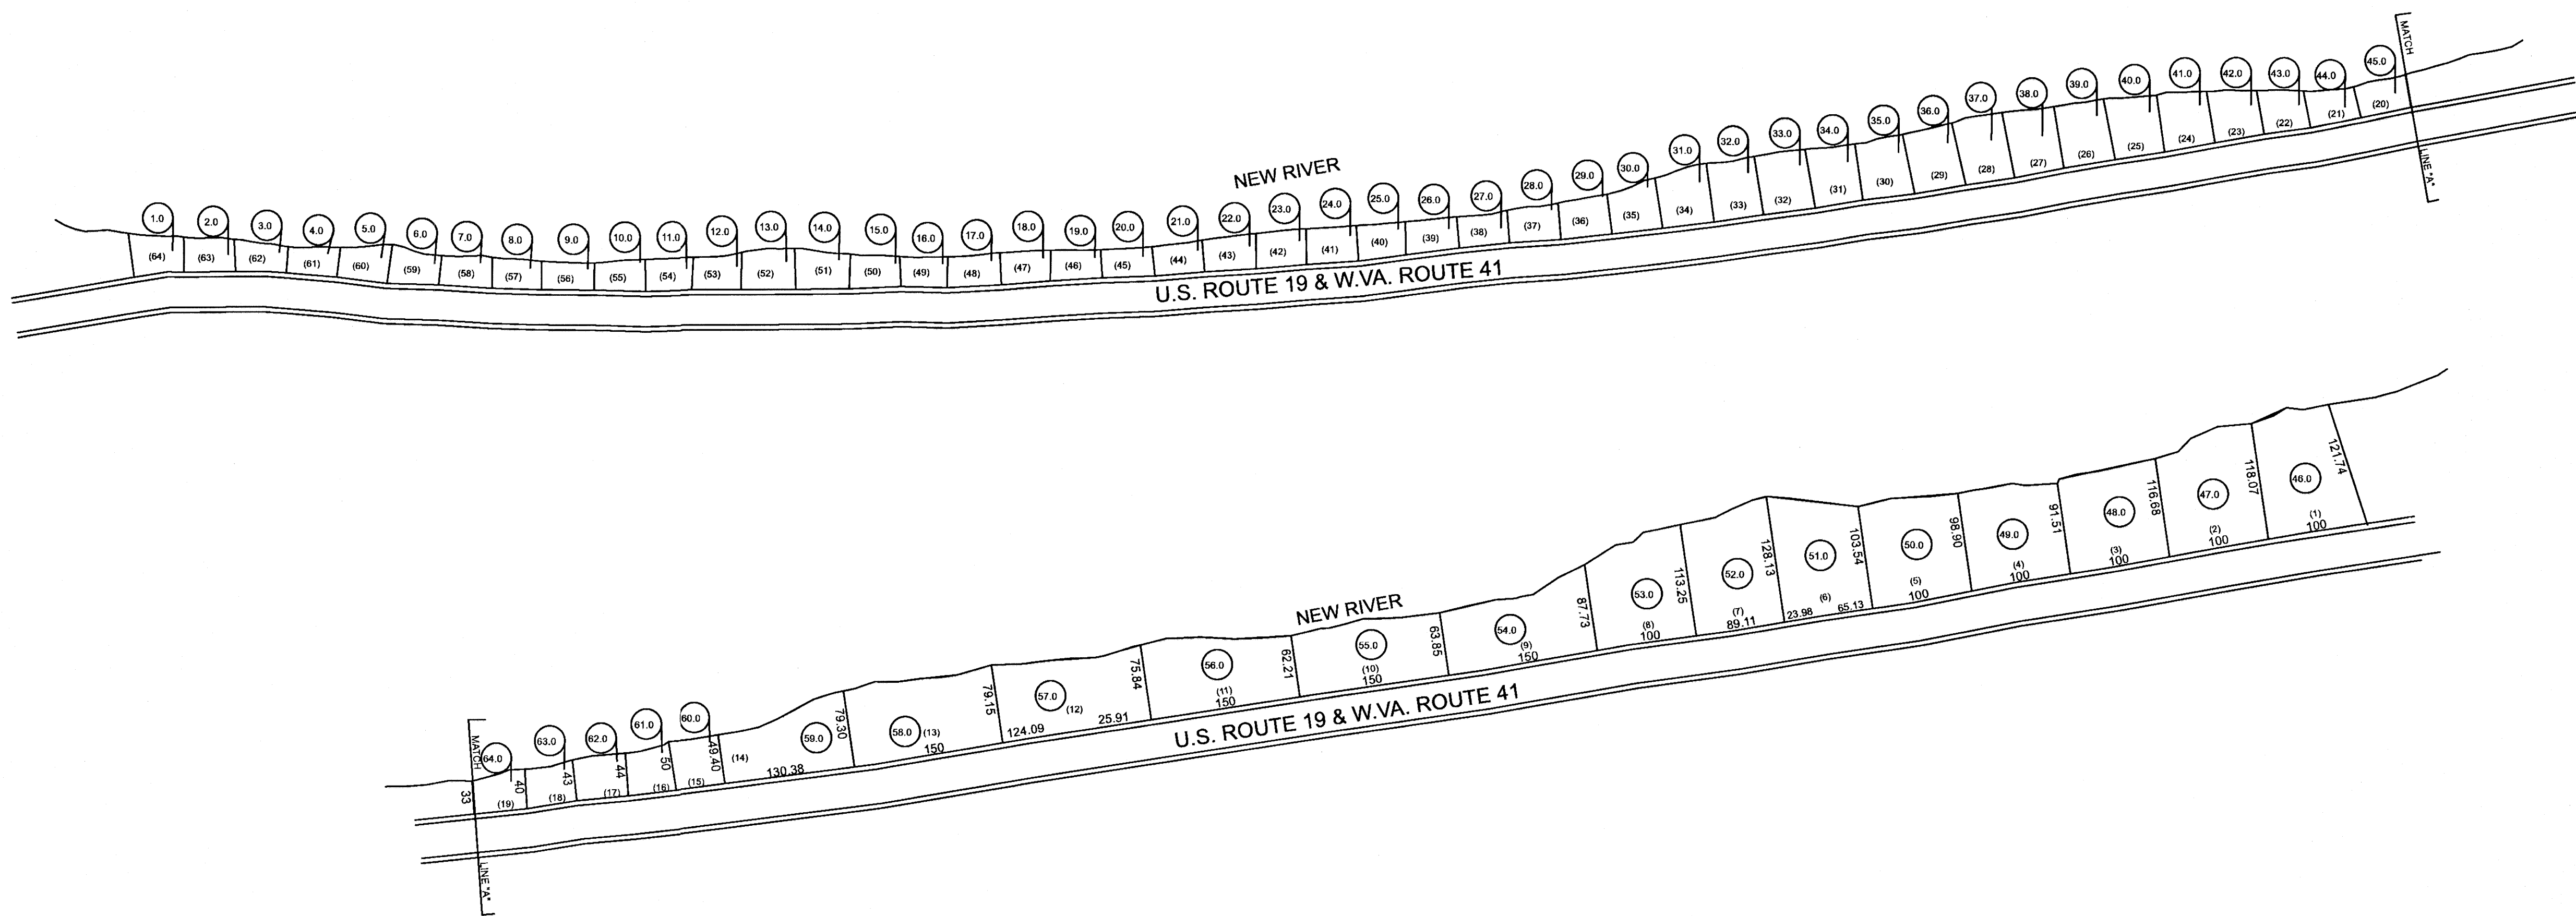 MATCH
1.0 2.0 3.0 4.0 5.0 6.0 7.0 8.0 9.0 10.0 11.0 12.0 13.0 14.0 15.0 16.0 17.0 18.0 19.0 20.0 21.0 22.0 23.0 24.0 25.0 26.0 27.0 28.0 29.0 30.0 31.0 32.0 33.0 34.0 35.0 36.0 37.0 38.0 39.0 40.0 41.0 42.0 43.0 44.0 45.0
NEW RIVER
(64) (63) (62) (61) (60) (59) (58) (57) (56) (55) (54) (53) (52) (51) (50) (49) (48) (47) (46) (45) (44) (43) (42) (41) (40) (39) (38) (37) (36) (35) (34) (33) (32) (31) (30) (29) (28) (27) (26) (25) (24) (23) (22) (21) (20)
LINE "A"
U.S. ROUTE 19 & W.VA. ROUTE 41
MATCH
64.0 63.0 62.0 61.0 60.0 59.0 58.0 57.0 56.0 55.0 54.0 53.0 52.0 51.0 50.0 49.0 48.0 47.0 46.0
NEW RIVER
33 40 43 44 50 49.40 79.30 79.15 75.84 62.21 63.85 87.73 113.25 128.13 103.54 98.90 91.51 116.68 118.07 121.74
(19) (18) (17) (16) (15) (14) (13) (12) (11) (10) (9) (8) (7) (6) (5) (4) (3) (2) (1)
130.38 150 124.09 25.91 150 150 150 100 89.11 23.98 65.13 100 100 100 100 100
U.S. ROUTE 19 & W.VA. ROUTE 41
LINE "A"